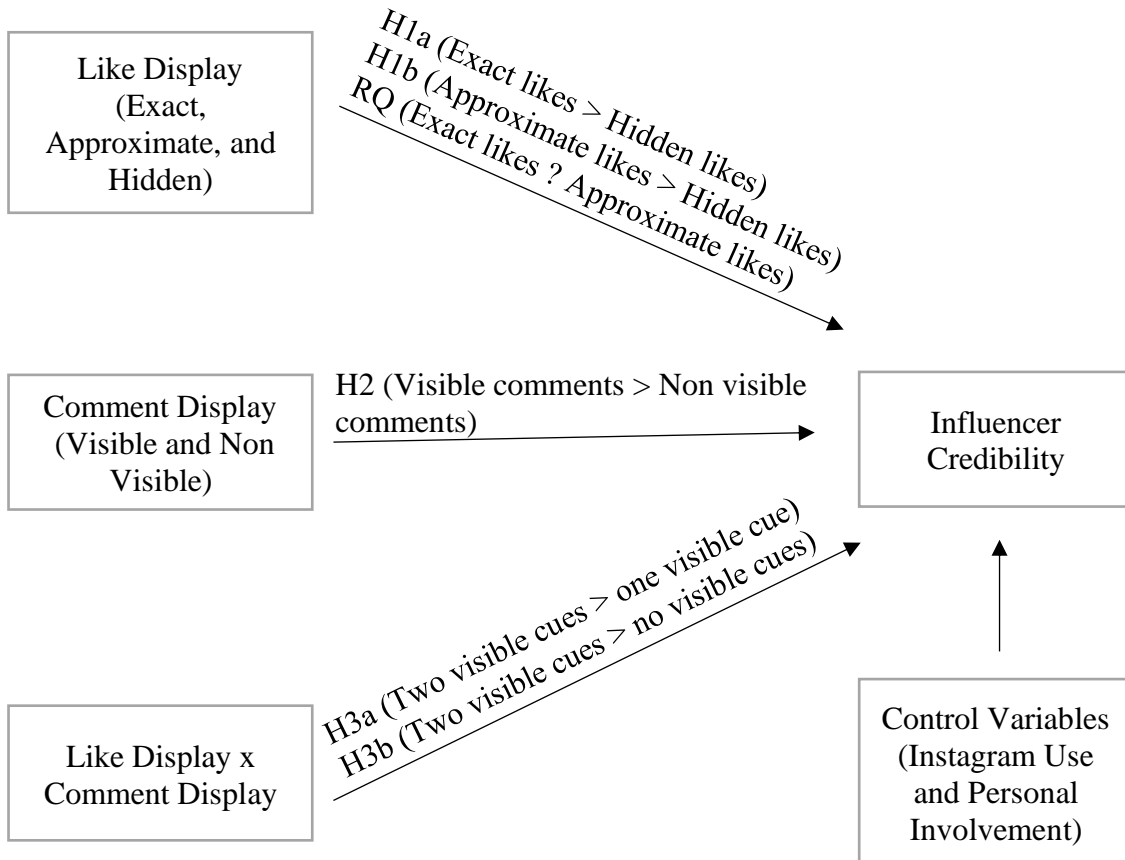 Like Display
(Exact,
Approximate, and
Hidden)
H1a (Exact likes > Hidden likes)
H1b (Approximate likes > Hidden likes)
RQ (Exact likes ? Approximate likes)
Comment Display
(Visible and Non
Visible)
H2 (Visible comments > Non visible
comments)
Influencer
Credibility
Like Display x
Comment Display
H3a (Two visible cues > one visible cue)
H3b (Two visible cues > no visible cues)
Control Variables
(Instagram Use
and Personal
Involvement)